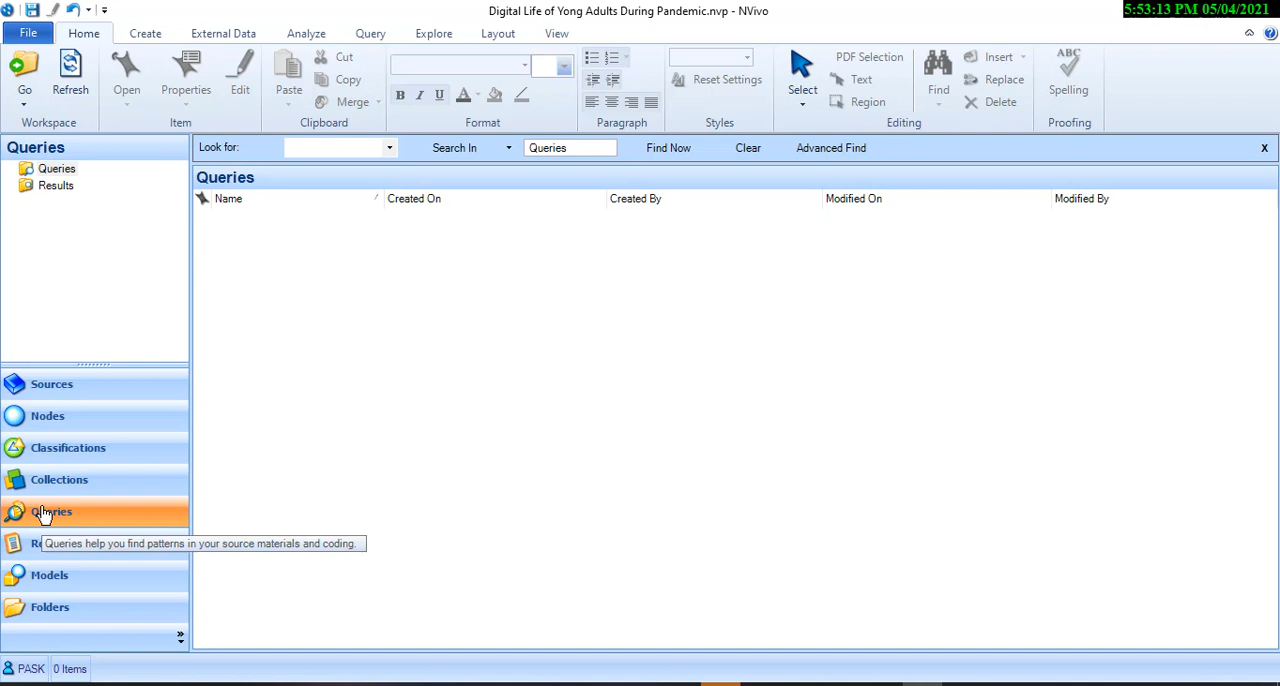 Digital Life of Yong Adults During Pandemic.nvp - NVivo
5:53:13 PM 05/04/2021
File Home Create External Data Analyze Query Explore Layout View
Go Refresh Open Properties Edit Paste Cut Copy Merge
B I U
Reset Settings
Select PDF Selection Text Region Find Insert Replace Delete
ABC Spelling
Workspace Item Clipboard Format Paragraph Styles Editing Proofing
Queries
Queries
Results
Look for: Search In Queries Find Now Clear Advanced Find X
Queries
Name Created On Created By Modified On Modified By
Sources
Nodes
Classifications
Collections
Queries
Re
Queries help you find patterns in your source materials and coding.
Models
Folders
PASK 0 Items